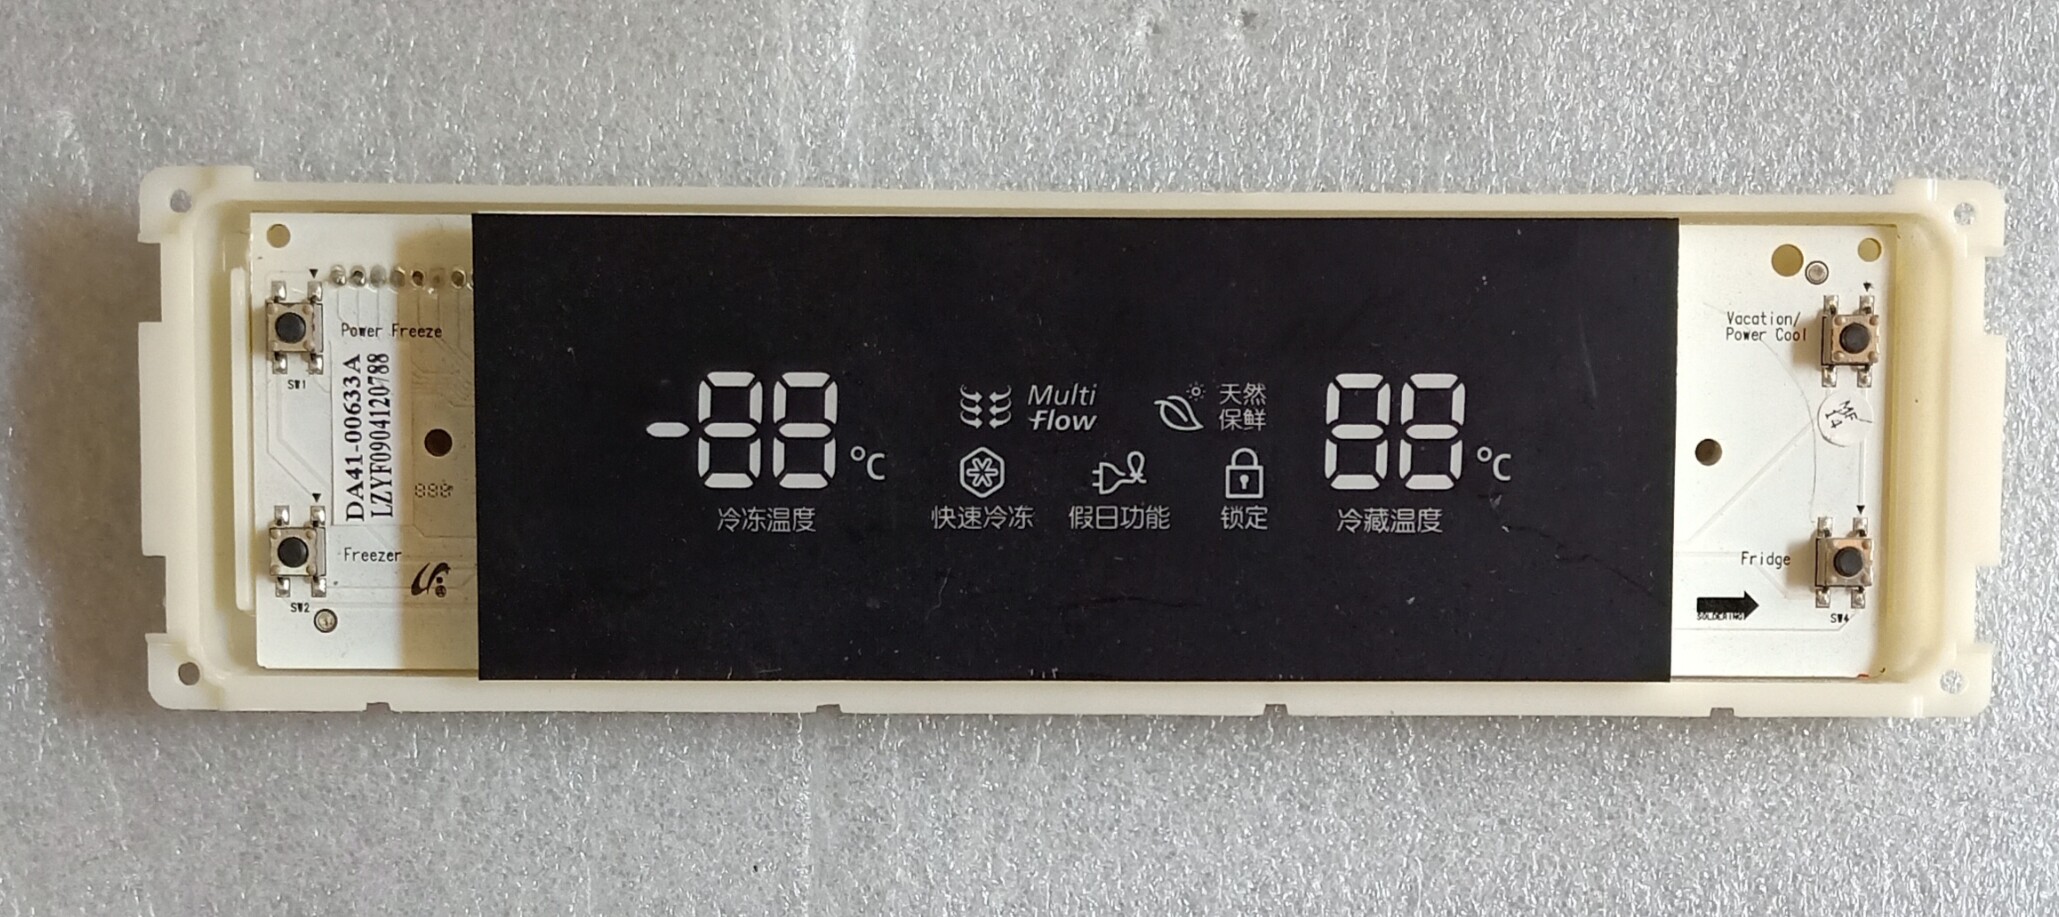 Power Freeze
SW1
DA41-00633A
LZYF0904120788
Freezer
SW2
-88 °C
冷冻温度
Multi
Flow
天然
保鲜
快速冷冻
假日功能
锁定
88 °C
冷藏温度
Vacation/
Power Cool
Fridge
SW4